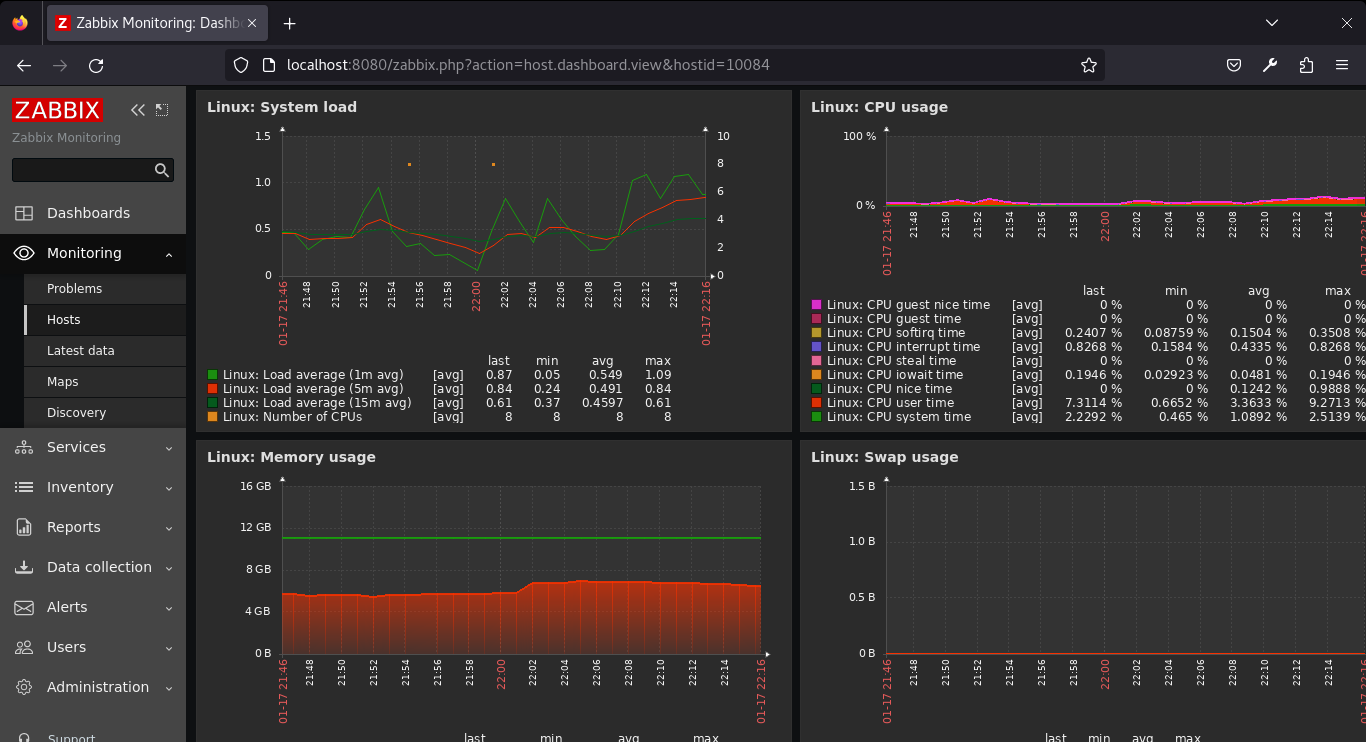 Zabbix Monitoring: Dashb
localhost:8080/zabbix.php?action=host.dashboard.view&hostid=10084
ZABBIX
Zabbix Monitoring
Dashboards
Monitoring
Problems
Hosts
Latest data
Maps
Discovery
Services
Inventory
Reports
Data collection
Alerts
Users
Administration
Support
Linux: System load
1.5
1.0
0.5
0
10
8
6
4
2
0
01-17 21:46
21:48
21:50
21:52
21:54
21:56
21:58
22:00
22:02
22:04
22:06
22:08
22:10
22:12
22:14
01-17 22:16
last min avg max
Linux: Load average (1m avg) [avg] 0.87 0.05 0.549 1.09
Linux: Load average (5m avg) [avg] 0.84 0.24 0.491 0.84
Linux: Load average (15m avg) [avg] 0.61 0.37 0.4597 0.61
Linux: Number of CPUs [avg] 8 8 8 8
Linux: CPU usage
100 %
0 %
01-17 21:46
21:48
21:50
21:52
21:54
21:56
21:58
22:00
22:02
22:04
22:06
22:08
22:10
22:12
22:14
01-17 22:16
last min avg max
Linux: CPU guest nice time [avg] 0 % 0 % 0 % 0 %
Linux: CPU guest time [avg] 0 % 0 % 0 % 0 %
Linux: CPU softirq time [avg] 0.2407 % 0.08759 % 0.1504 % 0.3508 %
Linux: CPU interrupt time [avg] 0.8268 % 0.1584 % 0.4335 % 0.8268 %
Linux: CPU steal time [avg] 0 % 0 % 0 % 0 %
Linux: CPU iowait time [avg] 0.1946 % 0.02923 % 0.0481 % 0.1946 %
Linux: CPU nice time [avg] 0 % 0 % 0.1242 % 0.9888 %
Linux: CPU user time [avg] 7.3114 % 0.6652 % 3.3633 % 9.2713 %
Linux: CPU system time [avg] 2.2292 % 0.465 % 1.0892 % 2.5139 %
Linux: Memory usage
16 GB
12 GB
8 GB
4 GB
0 B
01-17 21:46
21:48
21:50
21:52
21:54
21:56
21:58
22:00
22:02
22:04
22:06
22:08
22:10
22:12
22:14
01-17 22:16
last min avg max
Linux: Swap usage
1.5 B
1.0 B
0.5 B
0 B
01-17 21:46
21:48
21:50
21:52
21:54
21:56
21:58
22:00
22:02
22:04
22:06
22:08
22:10
22:12
22:14
01-17 22:16
last min avg max